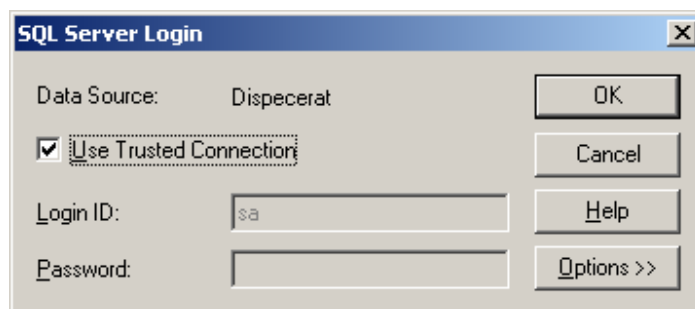 SQL Server Login
Data Source: Dispecerat OK
Use Trusted Connection Cancel
Login ID: sa Help
Password: Options >>